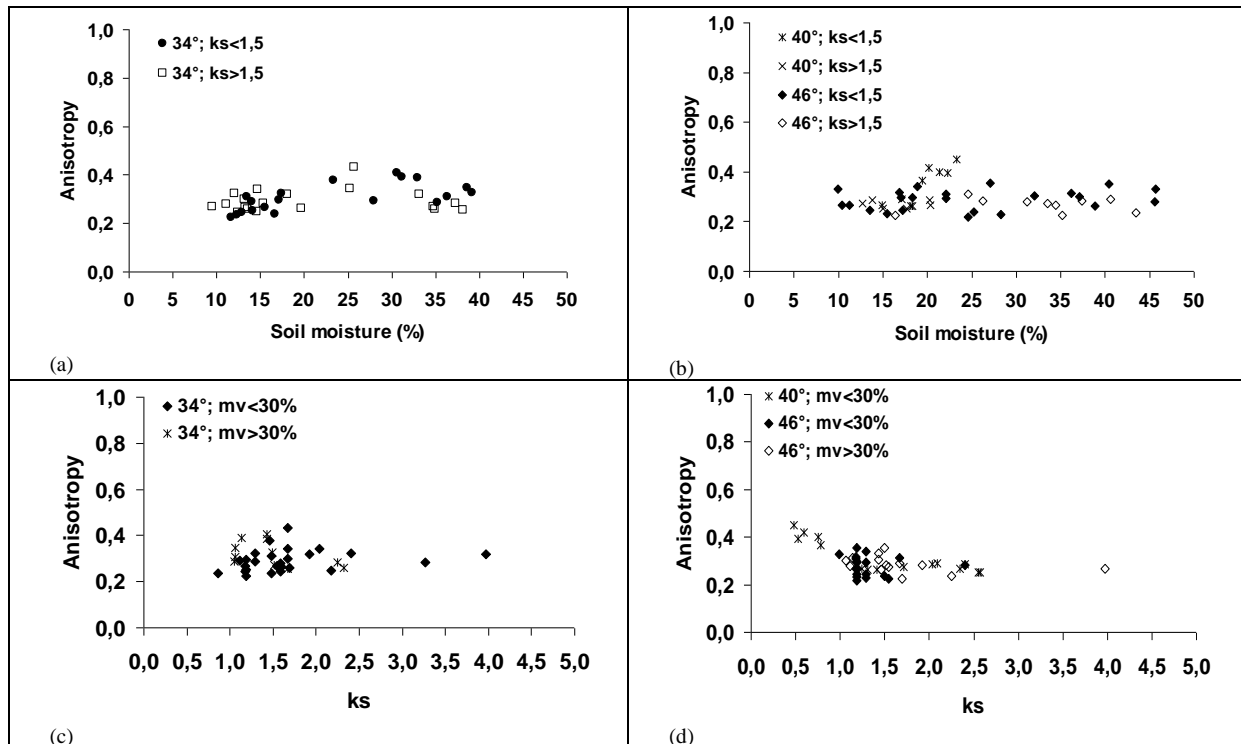 34°; ks<1,5
34°; ks>1,5
Anisotropy
1,0
0,8
0,6
0,4
0,2
0,0
0 5 10 15 20 25 30 35 40 45 50
Soil moisture (%)
(a)
40°; ks<1,5
40°; ks>1,5
46°; ks<1,5
46°; ks>1,5
Anisotropy
1,0
0,8
0,6
0,4
0,2
0,0
0 5 10 15 20 25 30 35 40 45 50
Soil moisture (%)
(b)
34°; mv<30%
34°; mv>30%
Anisotropy
1,0
0,8
0,6
0,4
0,2
0,0
0,0 0,5 1,0 1,5 2,0 2,5 3,0 3,5 4,0 4,5 5,0
ks
(c)
40°; mv<30%
46°; mv<30%
46°; mv>30%
Anisotropy
1,0
0,8
0,6
0,4
0,2
0,0
0,0 0,5 1,0 1,5 2,0 2,5 3,0 3,5 4,0 4,5 5,0
ks
(d)